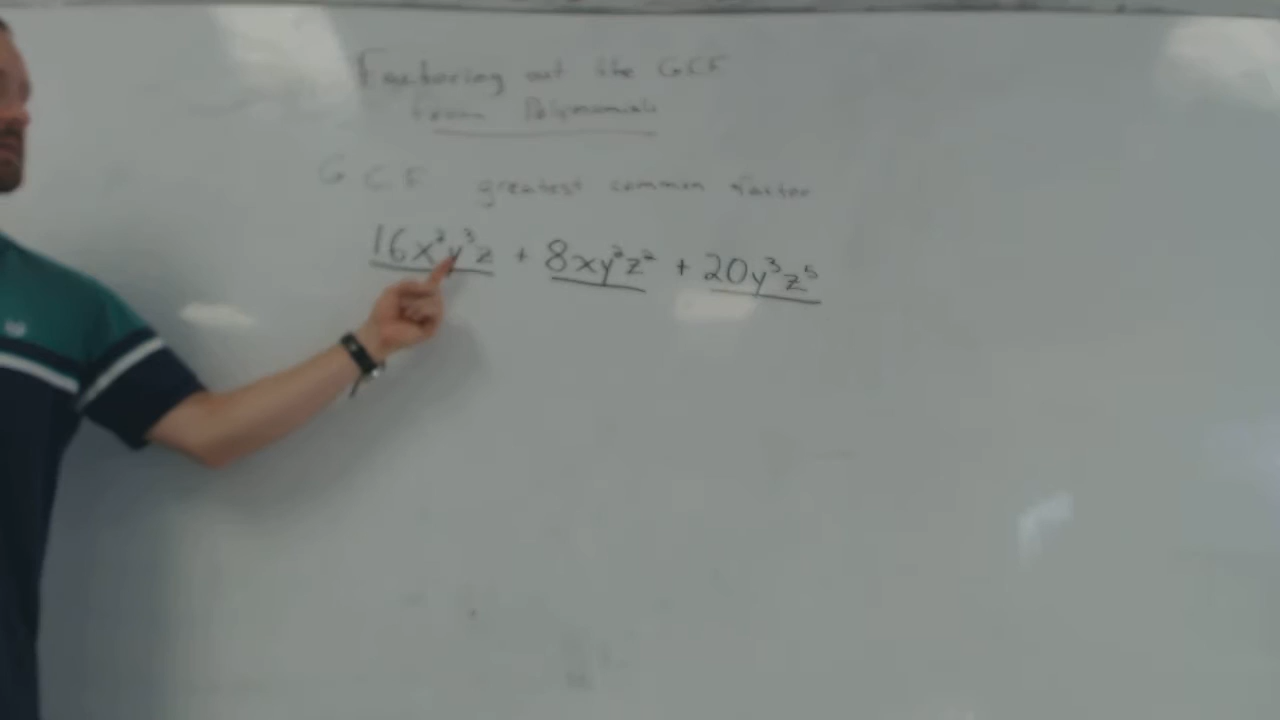 Factoring out the GCF
from Polynomials
GCF greatest common factor
16x²y³z + 8xy²z² + 20y³z⁵